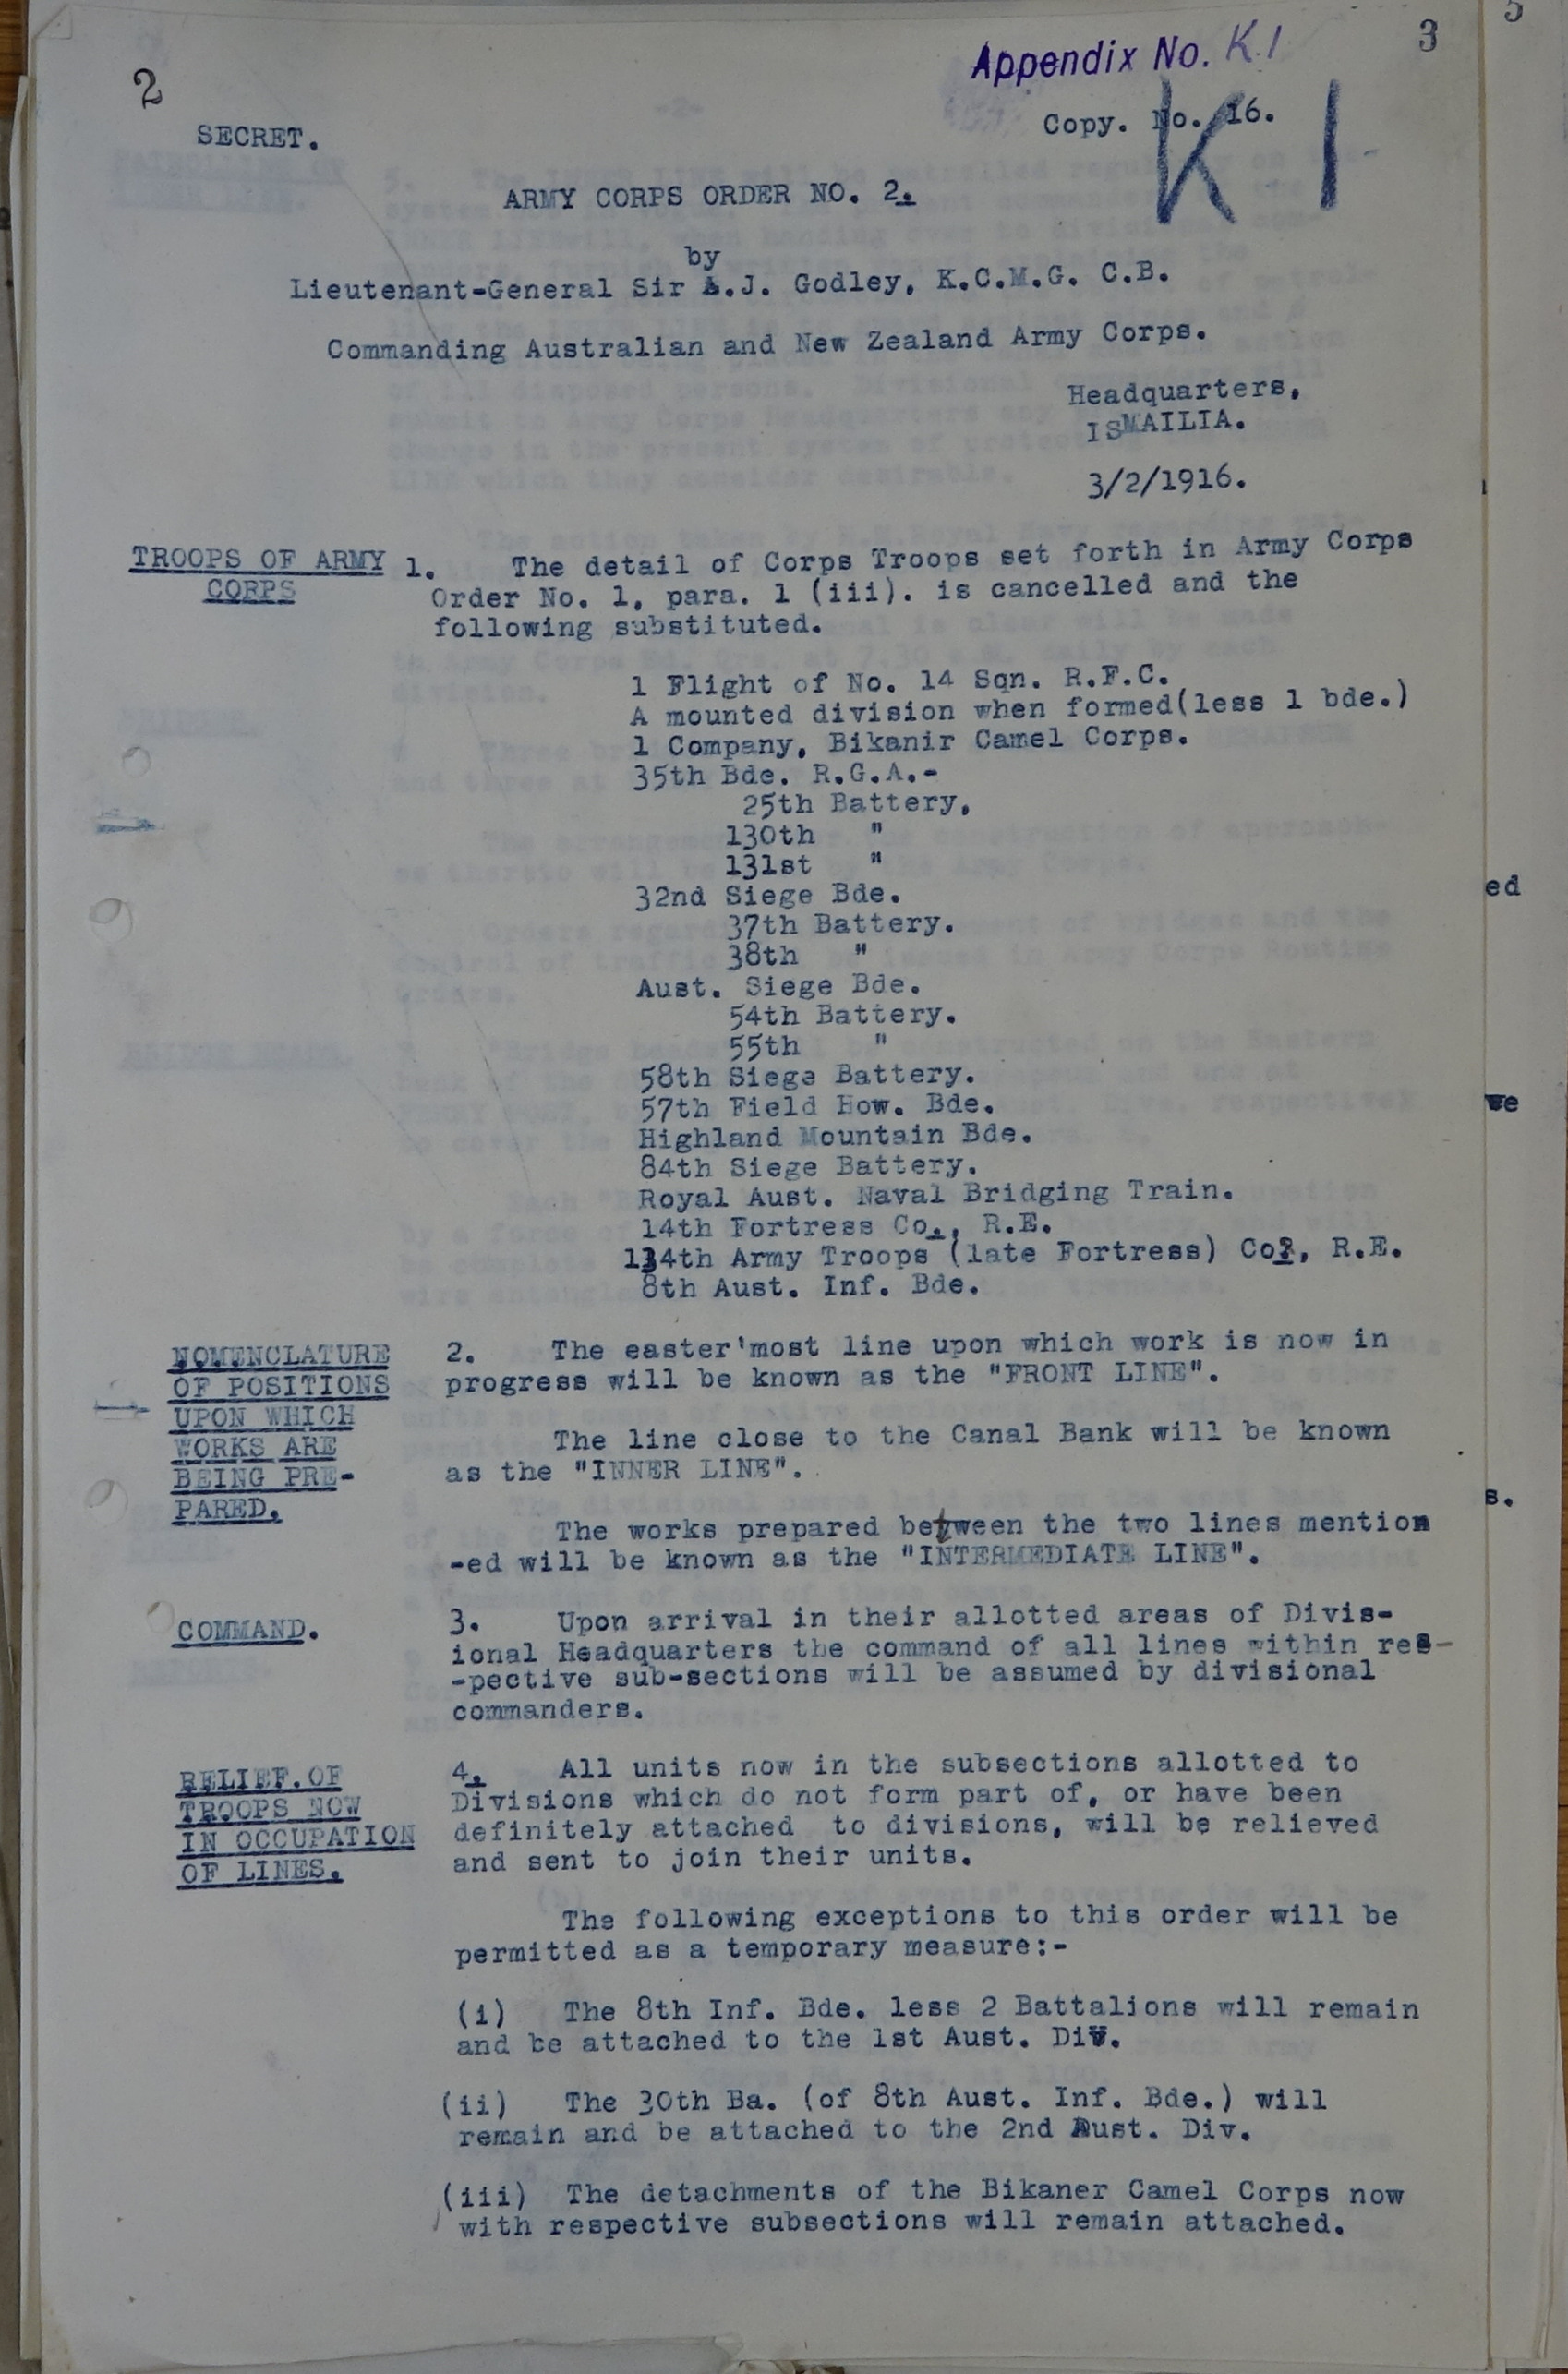 Appendix No. K.1
3
2
Copy. No. 16.
K 1
SECRET.
ARMY CORPS ORDER NO. 2.
by
Lieutenant-General Sir A.J. Godley, K.C.M.G. C.B.
Commanding Australian and New Zealand Army Corps.
Headquarters,
ISMAILIA.
3/2/1916.
TROOPS OF ARMY
CORPS
1. The detail of Corps Troops set forth in Army Corps
Order No. 1, para. 1 (iii). is cancelled and the
following substituted.
1 Flight of No. 14 Sqn. R.F.C.
A mounted division when formed(less 1 bde.)
1 Company, Bikanir Camel Corps.
35th Bde. R.G.A.-
25th Battery,
130th "
131st "
32nd Siege Bde.
37th Battery.
38th "
Aust. Siege Bde.
54th Battery.
55th "
58th Siege Battery.
57th Field How. Bde.
Highland Mountain Bde.
84th Siege Battery.
Royal Aust. Naval Bridging Train.
14th Fortress Co., R.E.
134th Army Troops (late Fortress) Co., R.E.
8th Aust. Inf. Bde.
NOMENCLATURE
OF POSITIONS
UPON WHICH
WORKS ARE
BEING PRE-
PARED.
2. The easter'most line upon which work is now in
progress will be known as the "FRONT LINE".
The line close to the Canal Bank will be known
as the "INNER LINE".
The works prepared between the two lines mention
-ed will be known as the "INTERMEDIATE LINE".
COMMAND.
3. Upon arrival in their allotted areas of Divis-
ional Headquarters the command of all lines within res-
-pective sub-sections will be assumed by divisional
commanders.
RELIEF.OF
TROOPS NOW
IN OCCUPATION
OF LINES.
4. All units now in the subsections allotted to
Divisions which do not form part of, or have been
definitely attached to divisions, will be relieved
and sent to join their units.
The following exceptions to this order will be
permitted as a temporary measure:-
(i) The 8th Inf. Bde. less 2 Battalions will remain
and be attached to the 1st Aust. Div.
(ii) The 30th Ba. (of 8th Aust. Inf. Bde.) will
remain and be attached to the 2nd Aust. Div.
(iii) The detachments of the Bikaner Camel Corps now
with respective subsections will remain attached.
5
ed
we
s.